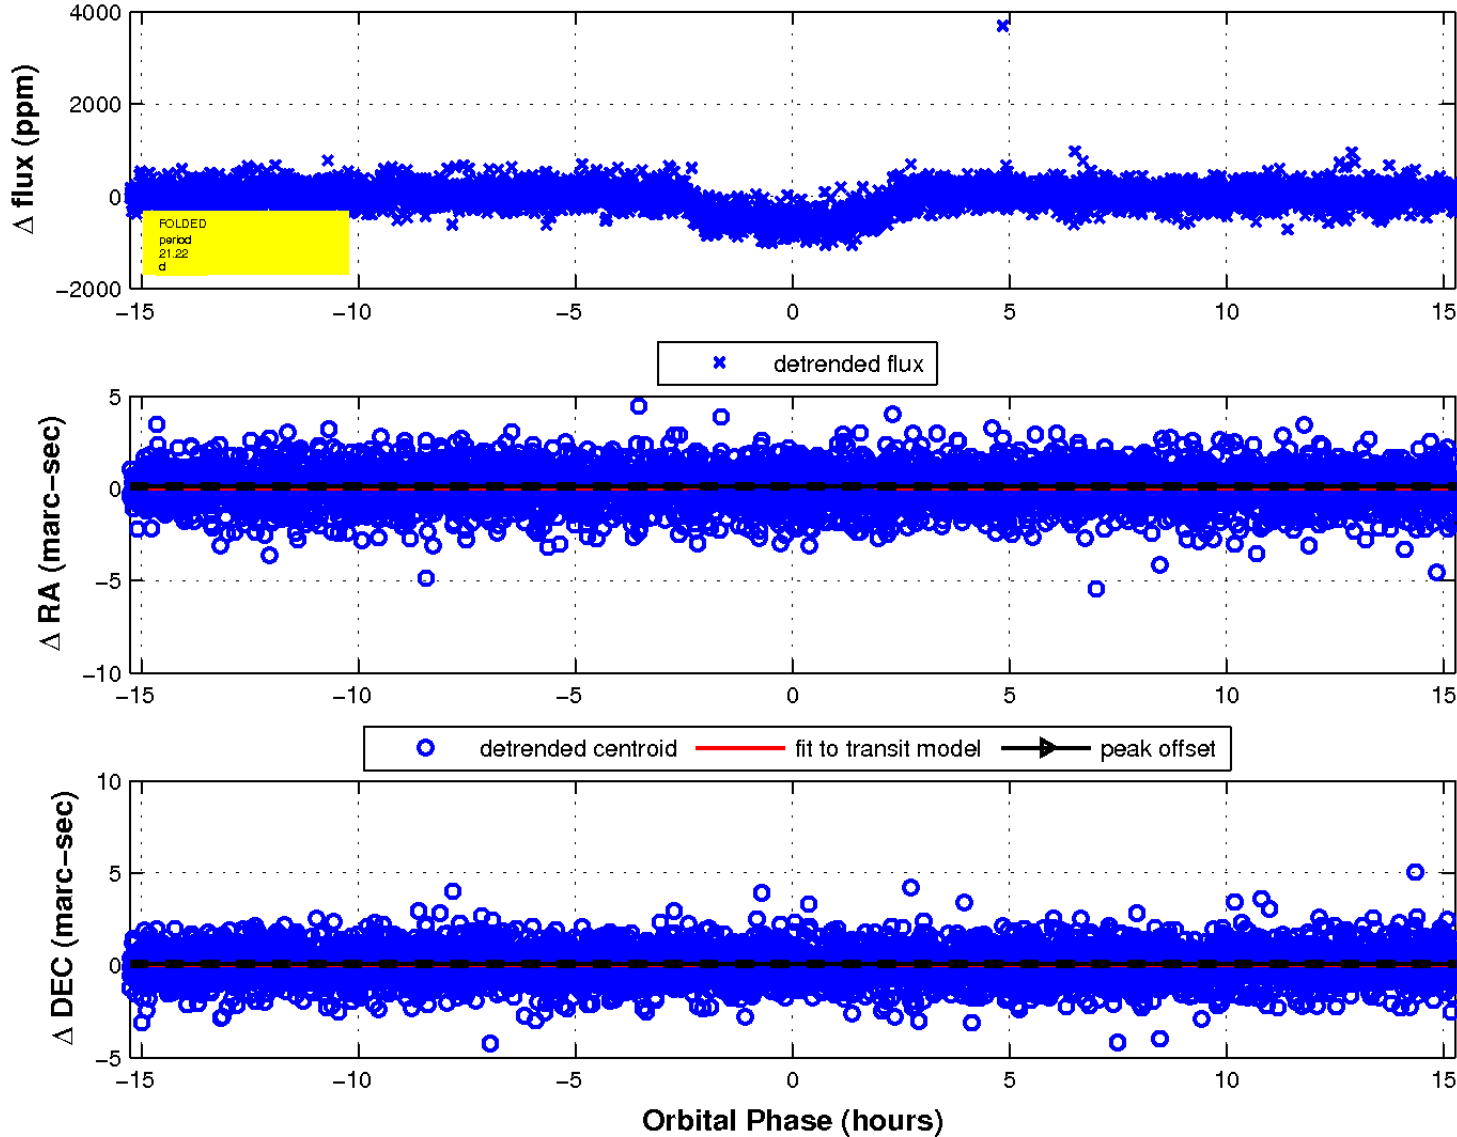 4000
2000
0
−2000
Δ flux (ppm)
FOLDED
period
21.22
d
−15 −10 −5 0 5 10 15
detrended flux
5
0
−5
−10
Δ RA (marc−sec)
−15 −10 −5 0 5 10 15
detrended centroid fit to transit model peak offset
10
5
0
−5
Δ DEC (marc−sec)
−15 −10 −5 0 5 10 15
Orbital Phase (hours)